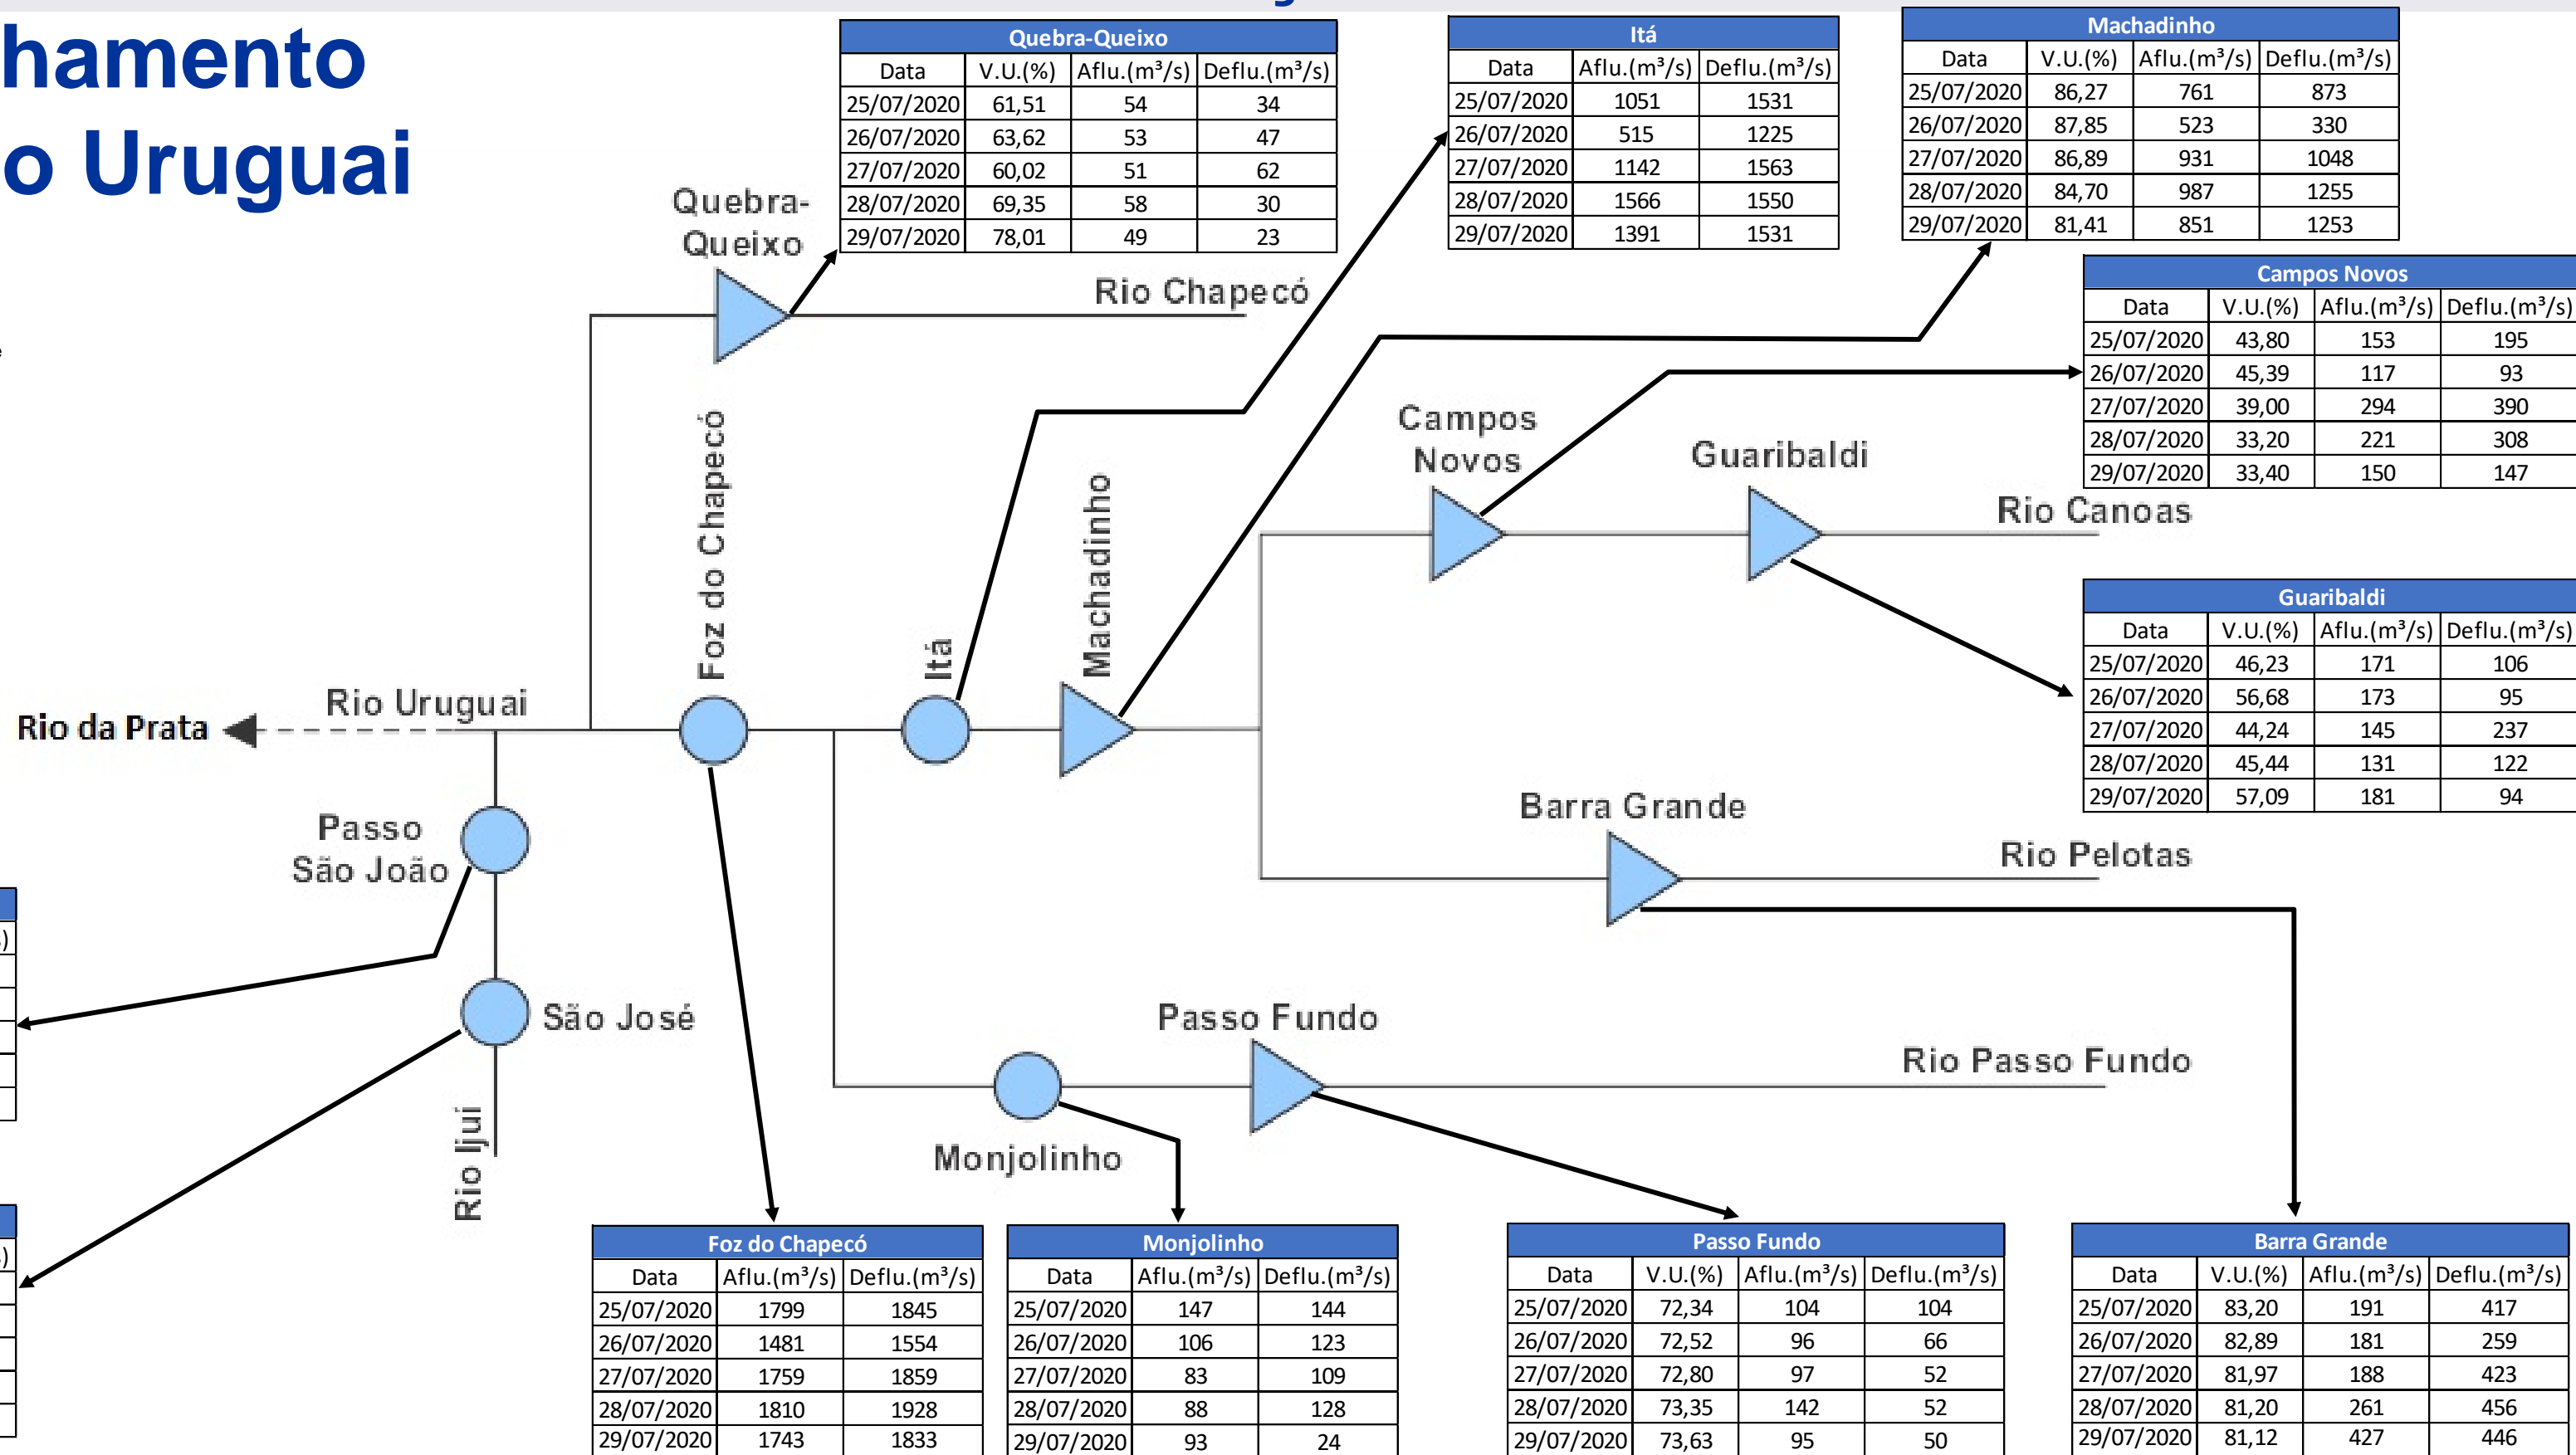 hamento
o Uruguai
Quebra-Queixo
Data V.U.(%) Aflu.(m³/s) Deflu.(m³/s)
25/07/2020 61,51 54 34
26/07/2020 63,62 53 47
27/07/2020 60,02 51 62
28/07/2020 69,35 58 30
29/07/2020 78,01 49 23
Itá
Data Aflu.(m³/s) Deflu.(m³/s)
25/07/2020 1051 1531
26/07/2020 515 1225
27/07/2020 1142 1563
28/07/2020 1566 1550
29/07/2020 1391 1531
Machadinho
Data V.U.(%) Aflu.(m³/s) Deflu.(m³/s)
25/07/2020 86,27 761 873
26/07/2020 87,85 523 330
27/07/2020 86,89 931 1048
28/07/2020 84,70 987 1255
29/07/2020 81,41 851 1253
Campos Novos
Data V.U.(%) Aflu.(m³/s) Deflu.(m³/s)
25/07/2020 43,80 153 195
26/07/2020 45,39 117 93
27/07/2020 39,00 294 390
28/07/2020 33,20 221 308
29/07/2020 33,40 150 147
Quebra-
Queixo
Rio Chapecó
Foz do Chapecó
Itá
Machadinho
Campos
Novos
Guaribaldi
Rio Canoas
Guaribaldi
Data V.U.(%) Aflu.(m³/s) Deflu.(m³/s)
25/07/2020 46,23 171 106
26/07/2020 56,68 173 95
27/07/2020 44,24 145 237
28/07/2020 45,44 131 122
29/07/2020 57,09 181 94
Rio da Prata
Rio Uruguai
Barra Grande
Rio Pelotas
Passo
São João
São José
Rio Ijui
Passo Fundo
Rio Passo Fundo
Monjolinho
Foz do Chapecó
Data Aflu.(m³/s) Deflu.(m³/s)
25/07/2020 1799 1845
26/07/2020 1481 1554
27/07/2020 1759 1859
28/07/2020 1810 1928
29/07/2020 1743 1833
Monjolinho
Data Aflu.(m³/s) Deflu.(m³/s)
25/07/2020 147 144
26/07/2020 106 123
27/07/2020 83 109
28/07/2020 88 128
29/07/2020 93 24
Passo Fundo
Data V.U.(%) Aflu.(m³/s) Deflu.(m³/s)
25/07/2020 72,34 104 104
26/07/2020 72,52 96 66
27/07/2020 72,80 97 52
28/07/2020 73,35 142 52
29/07/2020 73,63 95 50
Barra Grande
Data V.U.(%) Aflu.(m³/s) Deflu.(m³/s)
25/07/2020 83,20 191 417
26/07/2020 82,89 181 259
27/07/2020 81,97 188 423
28/07/2020 81,20 261 456
29/07/2020 81,12 427 446